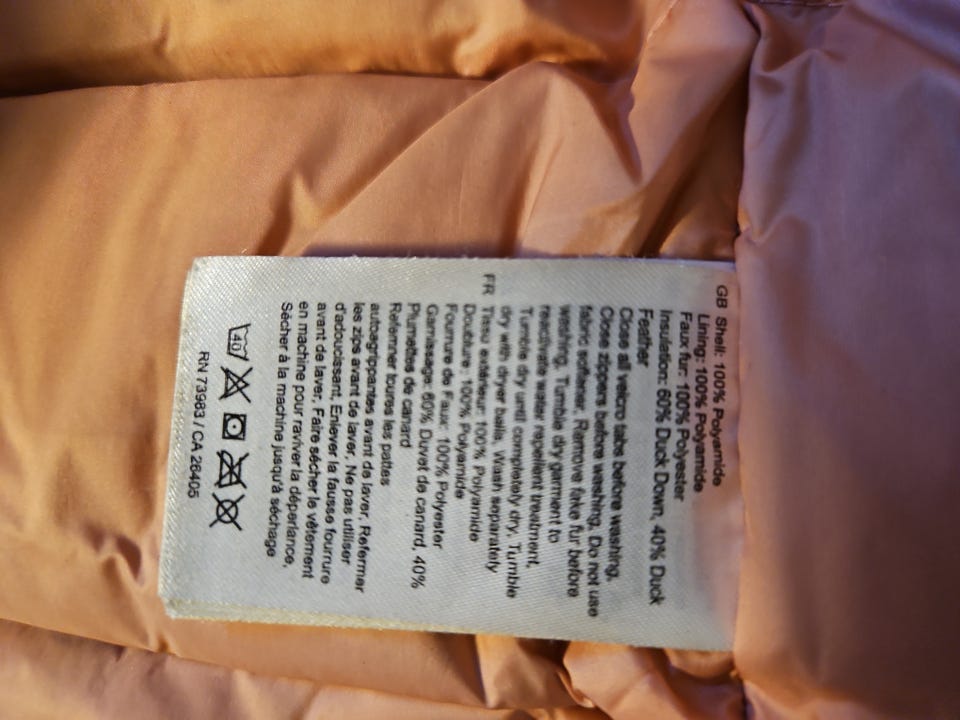 GB Shell: 100% Polyamide
Lining: 100% Polyamide
Faux fur: 100% Polyester
Insulation: 60% Duck Down, 40% Duck
Feather
Close all velcro tabs before washing,
Close zippers before washing, Do not use
fabric softener, Remove fake fur before
washing, Tumble dry garment to
reactivate water repellent treatment,
Tumble dry until completely dry, Tumble
dry with dryer balls, Wash separately
FR Tissu extérieur: 100% Polyamide
Doublure: 100% Polyamide
Fourrure de Faux: 100% Polyester
Garnissage: 60% Duvet de canard, 40%
Plumettes de canard
Refermer toures les pattes
autoagrippantes avant de laver, Refermer
les zips avant de laver, Ne pas utiliser
d'adoucissant, Enlever la fausse fourrure
avant de laver, Faire sécher le vêtement
en machine pour raviver la déperlance,
Sécher à la machine jusqu'à séchage
40
RN 73983 / CA 26405